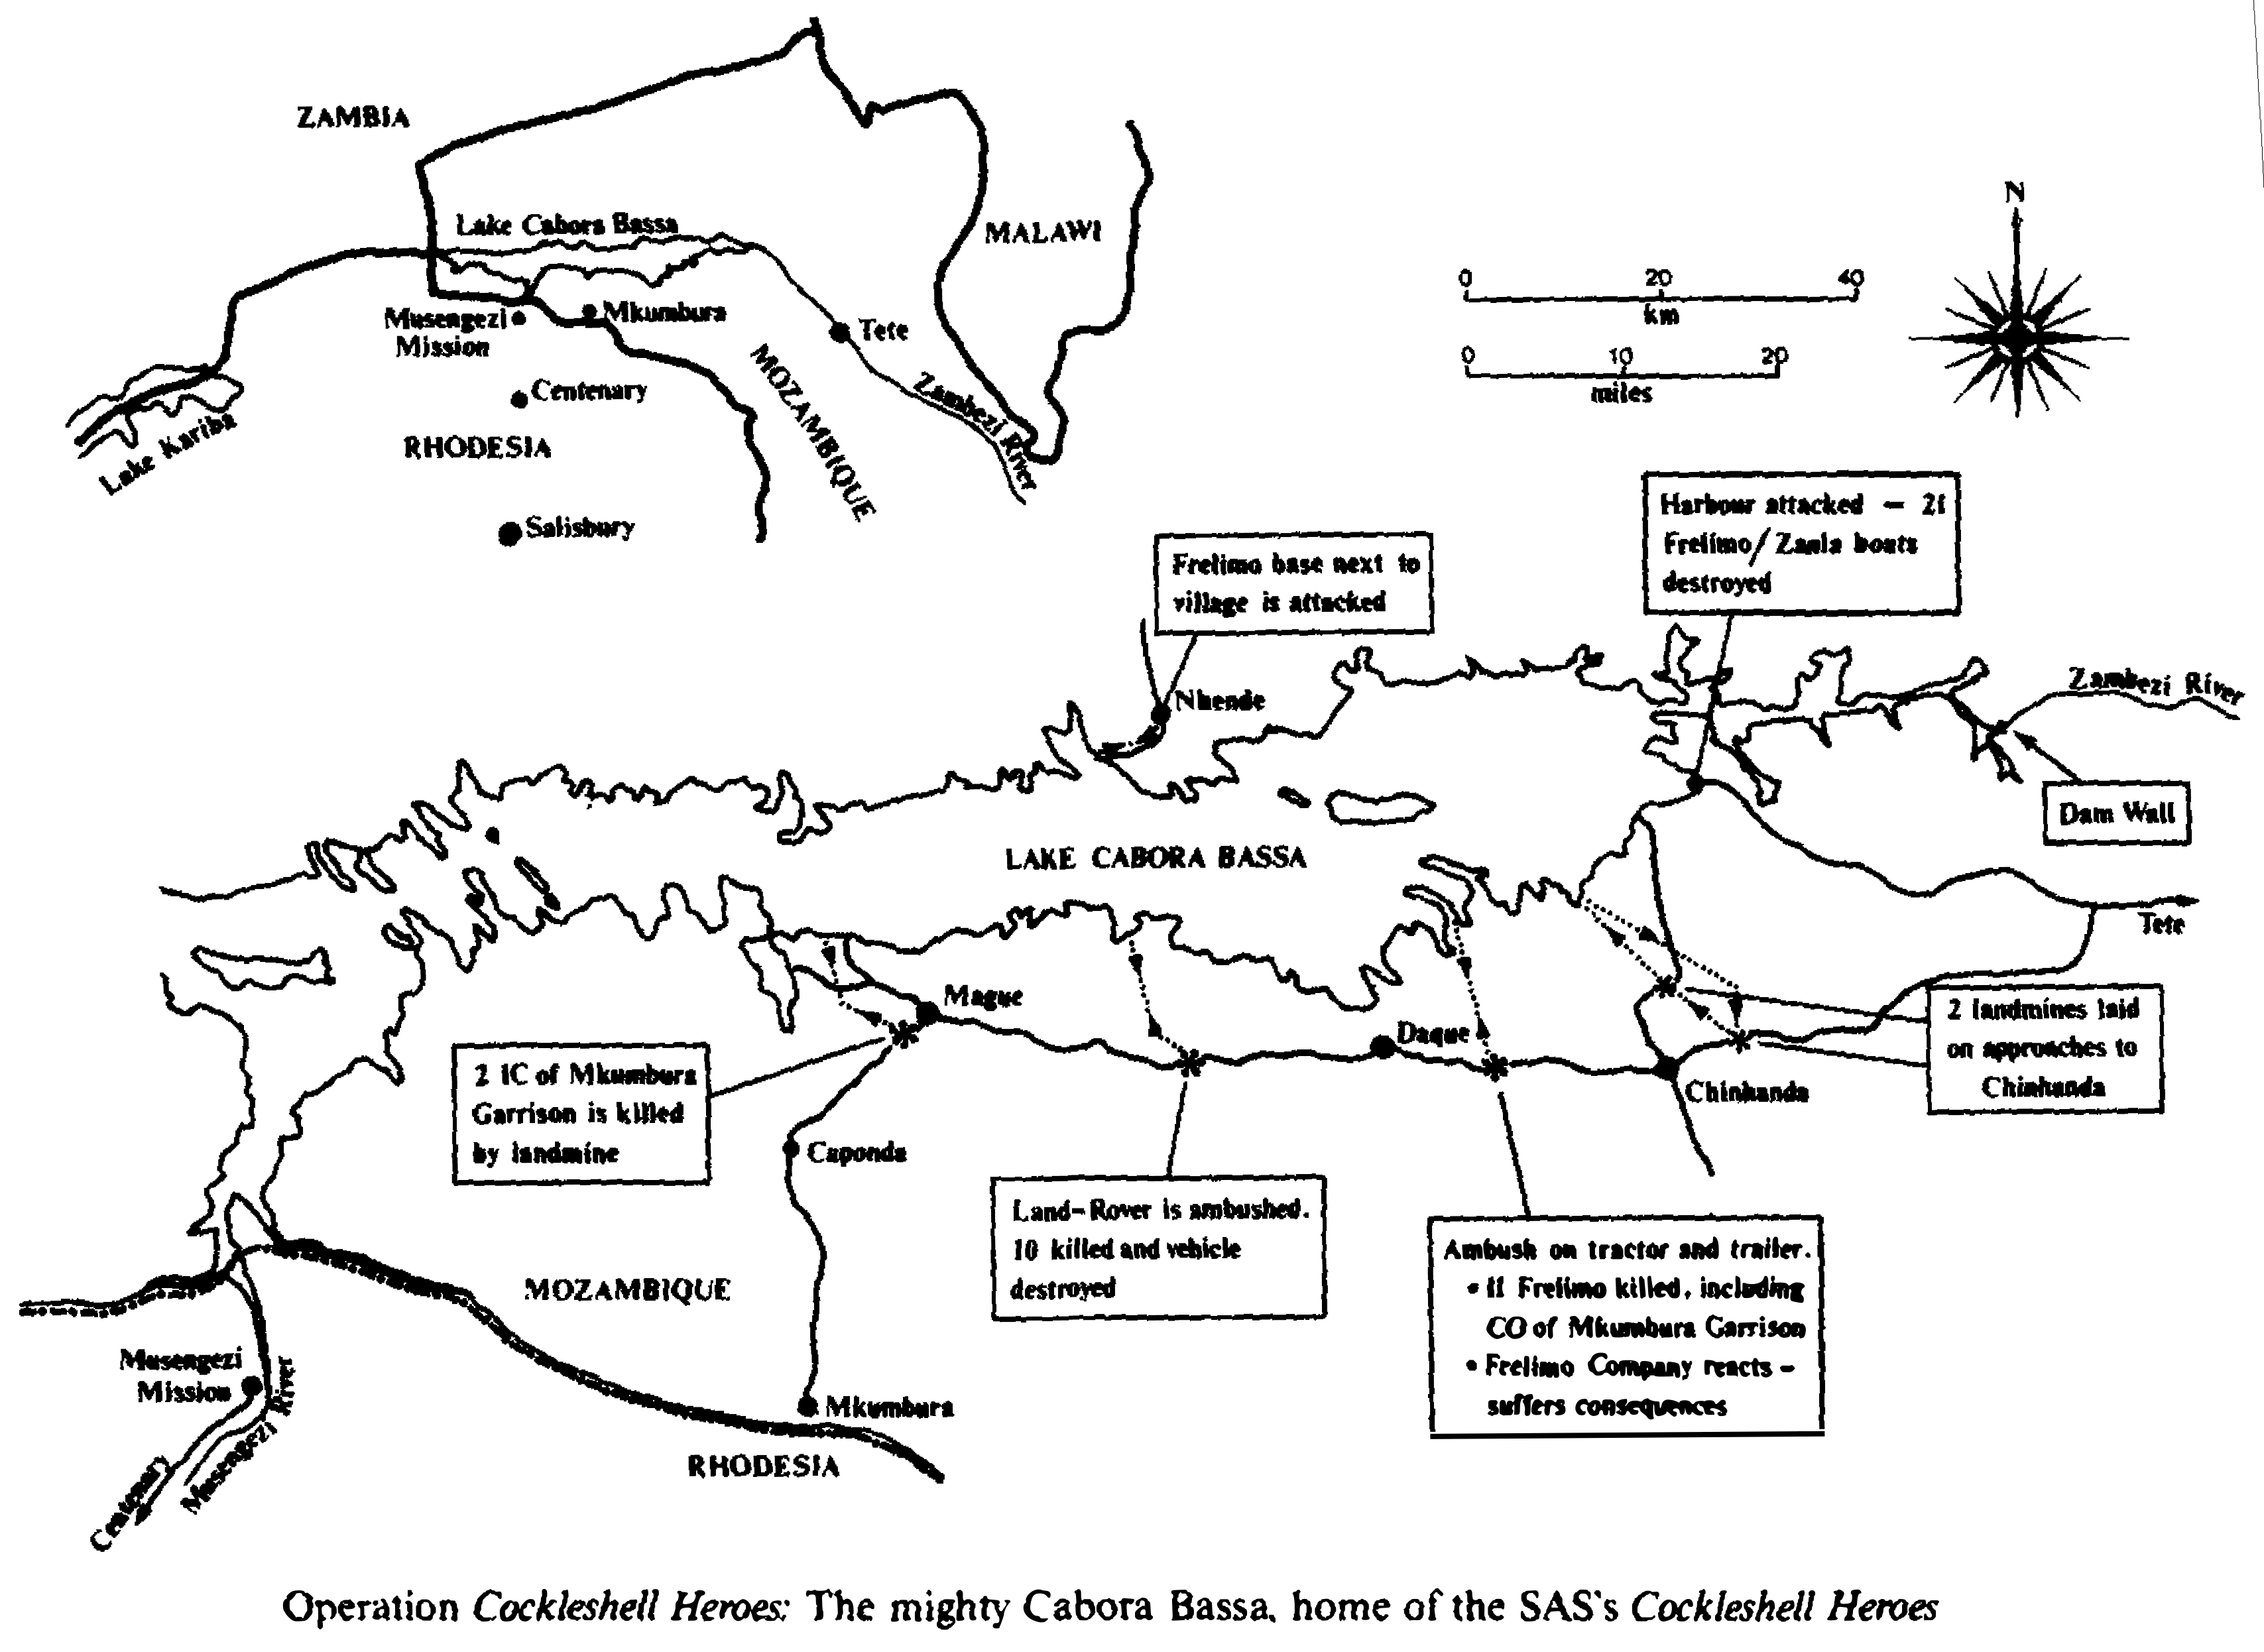 ZAMBIA
Lake Cabora Bassa
MALAWI
Musengezi
Mission
Mkumbura
Tete
MOZAMBIQUE
Zambezi River
Centenary
Lake Kariba
RHODESIA
Salisbury
N
0 20 40
km
0 10 20
miles
Harbour attacked — 21
Frelimo/Zanla boats
destroyed
Frelimo base next to
village is attacked
Nhende
Zambezi River
Dam Wall
LAKE CABORA BASSA
Tete
Mague
Daque
2 landmines laid
on approaches to
Chinhanda
2 IC of Mkumbura
Garrison is killed
by landmine
Chinhanda
Caponda
Land-Rover is ambushed.
10 killed and vehicle
destroyed
Ambush on tractor and trailer.
• 11 Frelimo killed, including
CO of Mkumbura Garrison
• Frelimo Company reacts –
suffers consequences
MOZAMBIQUE
Musengezi
Mission
Musengezi River
Centenary
Mkumbura
RHODESIA
Operation Cockleshell Heroes: The mighty Cabora Bassa, home of the SAS's Cockleshell Heroes